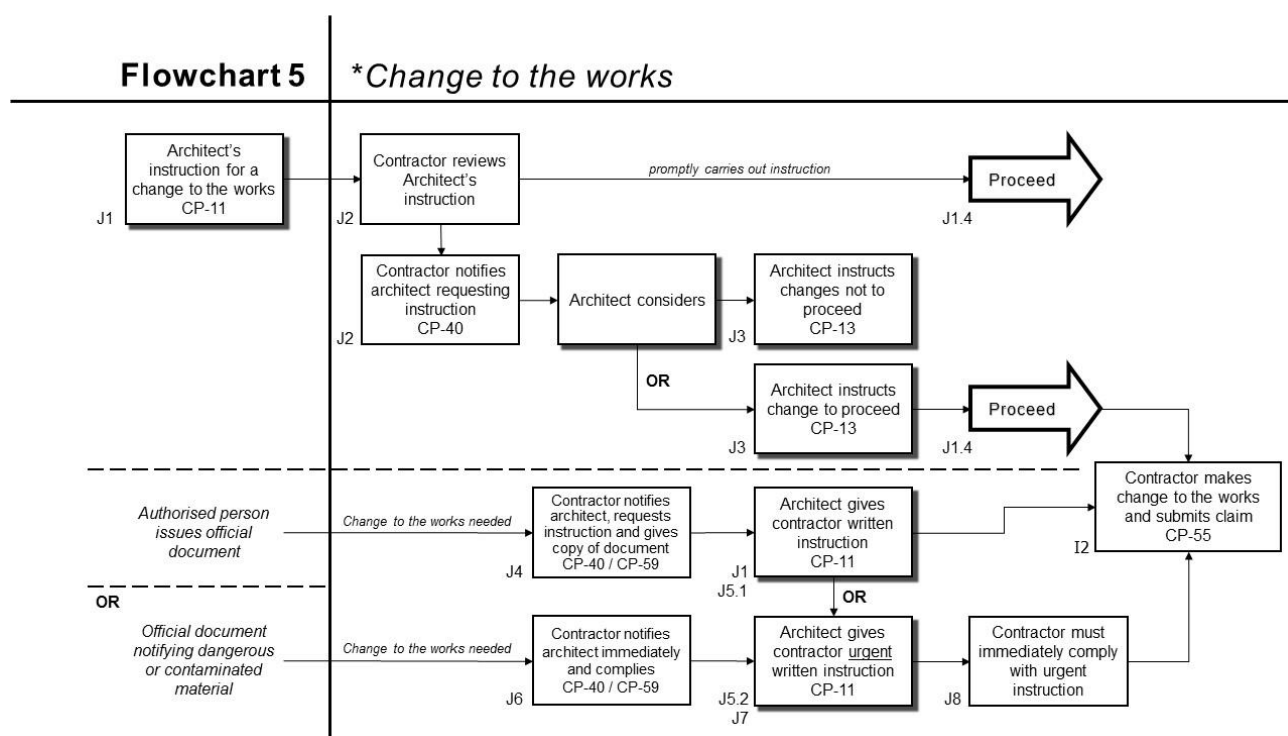 Flowchart 5
*Change to the works
Architect's
instruction for a
change to the works
CP-11
J1
Contractor reviews
Architect's
instruction
J2
promptly carries out instruction
Proceed
J1.4
Contractor notifies
architect requesting
instruction
CP-40
J2
Architect considers
Architect instructs
changes not to
proceed
CP-13
J3
OR
Architect instructs
change to proceed
CP-13
J3
Proceed
J1.4
Authorised person
issues official
document
Change to the works needed
Contractor notifies
architect, requests
instruction and gives
copy of document
CP-40 / CP-59
J4
Architect gives
contractor written
instruction
CP-11
J1
J5.1
Contractor makes
change to the works
and submits claim
CP-55
I2
OR
OR
Official document
notifying dangerous
or contaminated
material
Change to the works needed
Contractor notifies
architect immediately
and complies
CP-40 / CP-59
J6
Architect gives
contractor urgent
written instruction
CP-11
J5.2
J7
Contractor must
immediately comply
with urgent
instruction
J8